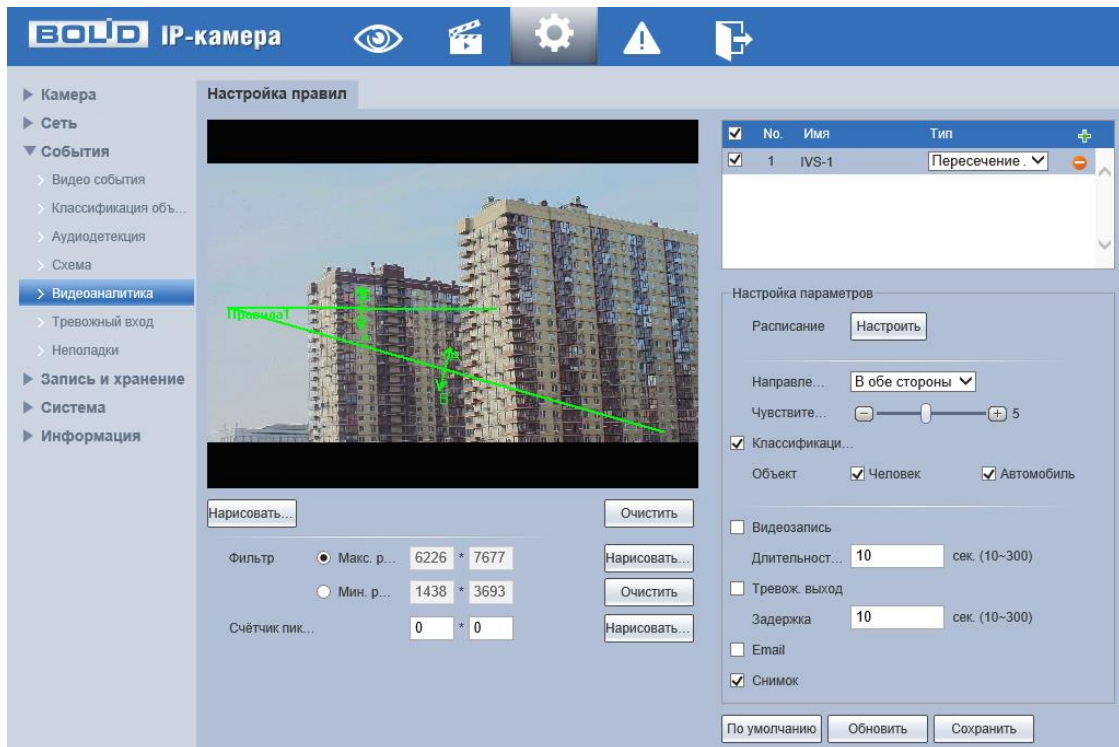 BOLID IP-камера
Камера
Сеть
События
Видео события
Классификация объ...
Аудиодетекция
Схема
Видеоаналитика
Тревожный вход
Неполадки
Запись и хранение
Система
Информация
Настройка правил
Правила1
Нарисовать... Очистить
Фильтр Макс. р... 6226 * 7677 Нарисовать...
Мин. р... 1438 * 3693 Очистить
Счётчик пик... 0 * 0 Нарисовать...
No. Имя Тип
1 IVS-1 Пересечение .
Настройка параметров
Расписание Настроить
Направле... В обе стороны
Чувствите... 5
Классификаци...
Объект Человек Автомобиль
Видеозапись
Длительност... 10 сек. (10~300)
Тревож. выход
Задержка 10 сек. (10~300)
Email
Снимок
По умолчанию Обновить Сохранить